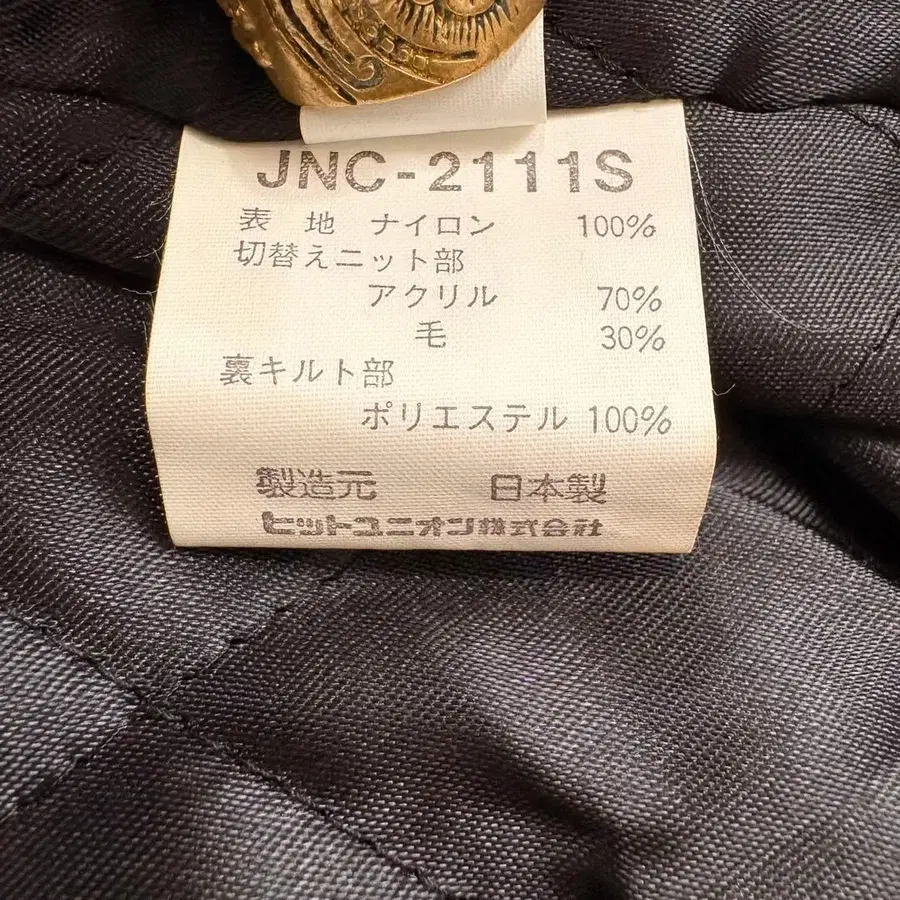 JNC-2111S
表 地 ナイロン 100%
切替えニット部
アクリル 70%
毛 30%
裏キルト部
ポリエステル 100%
製造元 日本製
ヒットユニオン株式会社